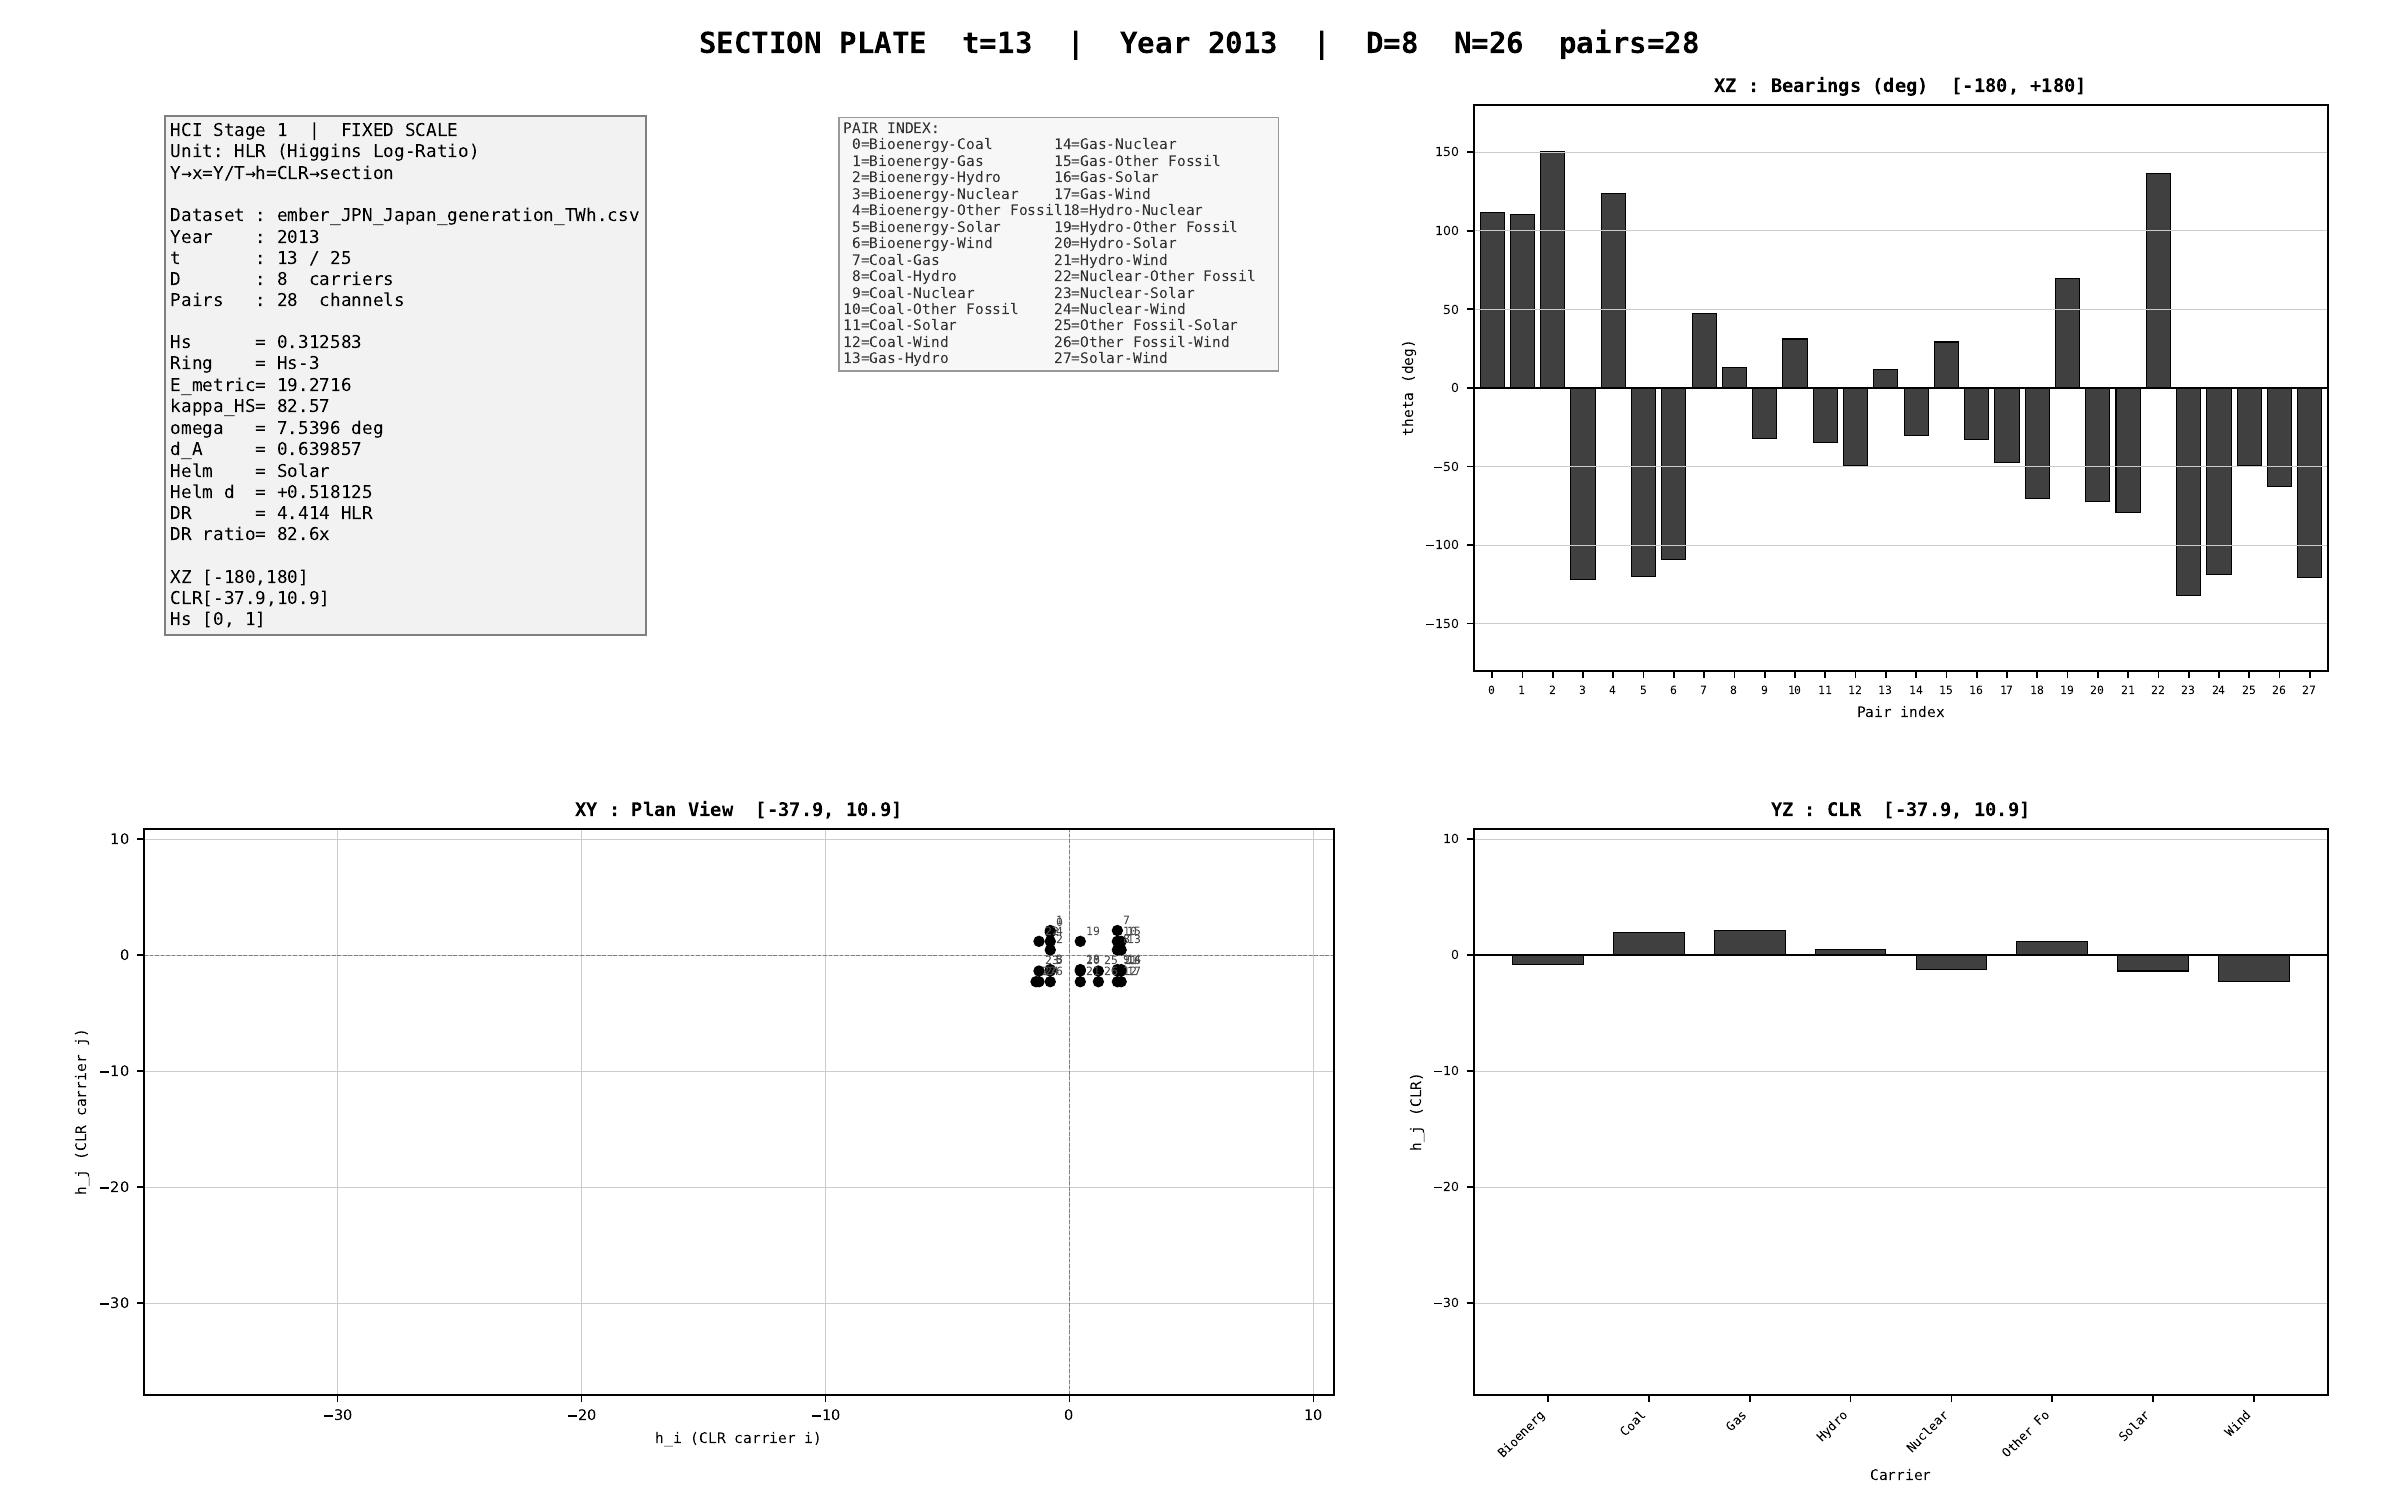 SECTION PLATE  t=13  |  Year 2013  |  D=8  N=26  pairs=28
HCI Stage 1  |  FIXED SCALE
Unit: HLR (Higgins Log-Ratio)
Y→x=Y/T→h=CLR→section
Dataset : ember_JPN_Japan_generation_TWh.csv
Year    : 2013
t       : 13 / 25
D       : 8  carriers
Pairs   : 28  channels
Hs      = 0.312583
Ring    = Hs-3
E_metric= 19.2716
kappa_HS= 82.57
omega   = 7.5396 deg
d_A     = 0.639857
Helm    = Solar
Helm d  = +0.518125
DR      = 4.414 HLR
DR ratio= 82.6x
XZ [-180,180]
CLR[-37.9,10.9]
Hs [0, 1]
PAIR INDEX:
0=Bioenergy-Coal 14=Gas-Nuclear
1=Bioenergy-Gas 15=Gas-Other Fossil
2=Bioenergy-Hydro 16=Gas-Solar
3=Bioenergy-Nuclear 17=Gas-Wind
4=Bioenergy-Other Fossil18=Hydro-Nuclear
5=Bioenergy-Solar 19=Hydro-Other Fossil
6=Bioenergy-Wind 20=Hydro-Solar
7=Coal-Gas 21=Hydro-Wind
8=Coal-Hydro 22=Nuclear-Other Fossil
9=Coal-Nuclear 23=Nuclear-Solar
10=Coal-Other Fossil 24=Nuclear-Wind
11=Coal-Solar 25=Other Fossil-Solar
12=Coal-Wind 26=Other Fossil-Wind
13=Gas-Hydro 27=Solar-Wind
XZ : Bearings (deg)  [-180, +180]
150
100
50
0
−50
−100
−150
theta (deg)
0 1 2 3 4 5 6 7 8 9 10 11 12 13 14 15 16 17 18 19 20 21 22 23 24 25 26 27
Pair index
XY : Plan View  [-37.9, 10.9]
10
0
−10
−20
−30
h_j (CLR carrier j)
7
19
25
−30 −20 −10 0 10
h_i (CLR carrier i)
YZ : CLR  [-37.9, 10.9]
10
0
−10
−20
−30
h_j (CLR)
Bioenerg Coal Gas Hydro Nuclear Other Fo Solar Wind
Carrier